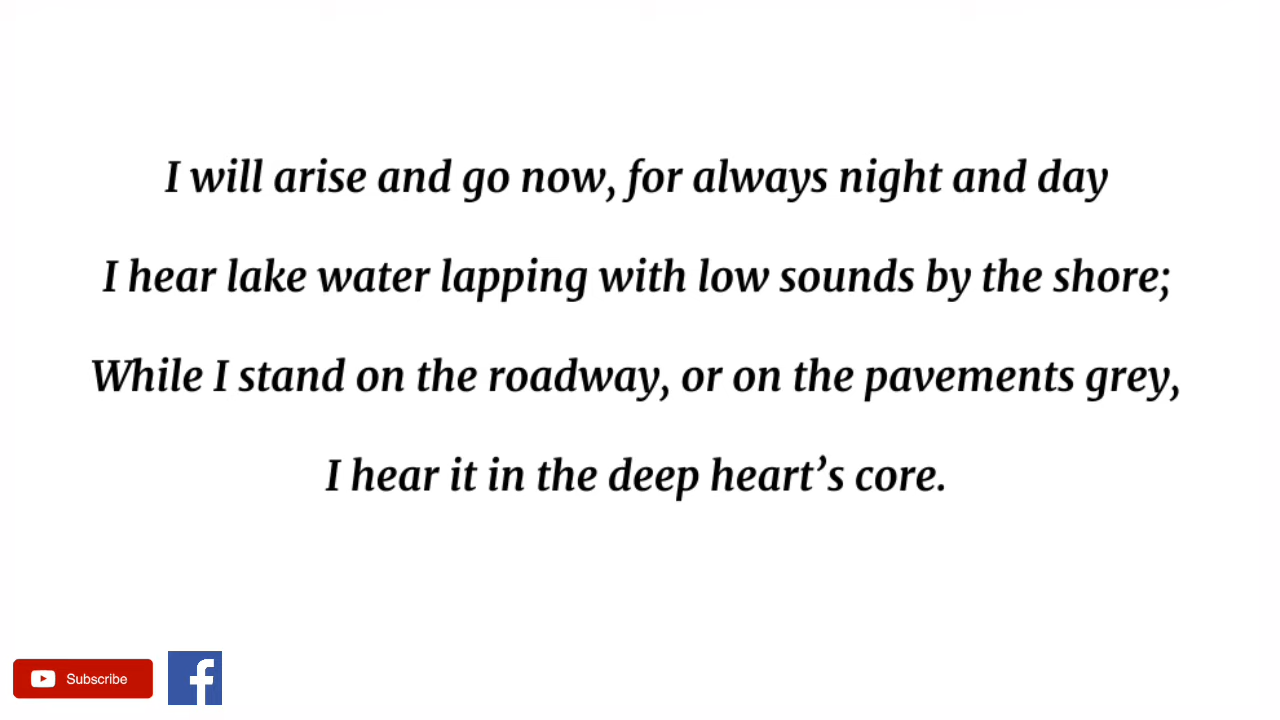 I will arise and go now, for always night and day
I hear lake water lapping with low sounds by the shore;
While I stand on the roadway, or on the pavements grey,
I hear it in the deep heart’s core.
Subscribe